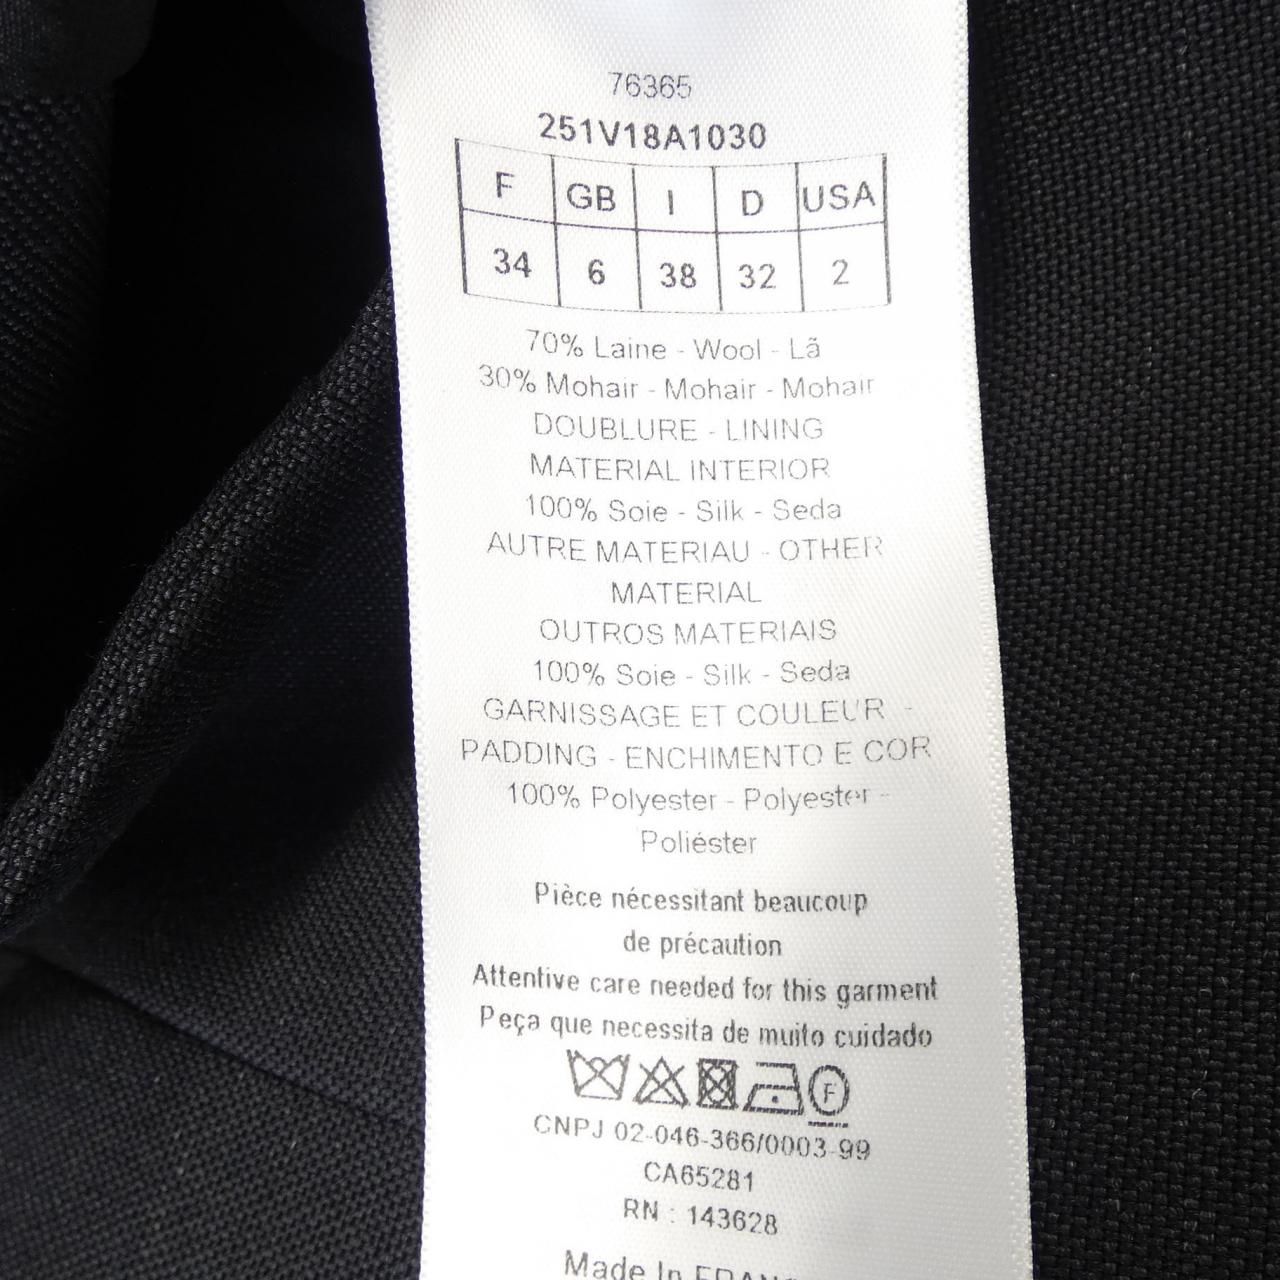 76365
251V18A1030
F GB I D USA
34 6 38 32 2
70% Laine - Wool - Lã
30% Mohair - Mohair - Mohair
DOUBLURE - LINING
MATERIAL INTERIOR
100% Soie - Silk - Seda
AUTRE MATERIAU - OTHER
MATERIAL
OUTROS MATERIAIS
100% Soie - Silk - Seda
GARNISSAGE ET COULEUR -
PADDING - ENCHIMENTO E COR
100% Polyester - Polyester -
Poliéster
Pièce nécessitant beaucoup
de précaution
Attentive care needed for this garment
Peça que necessita de muito cuidado
F
CNPJ 02-046-366/0003-99
CA65281
RN : 143628
Made In FRANC